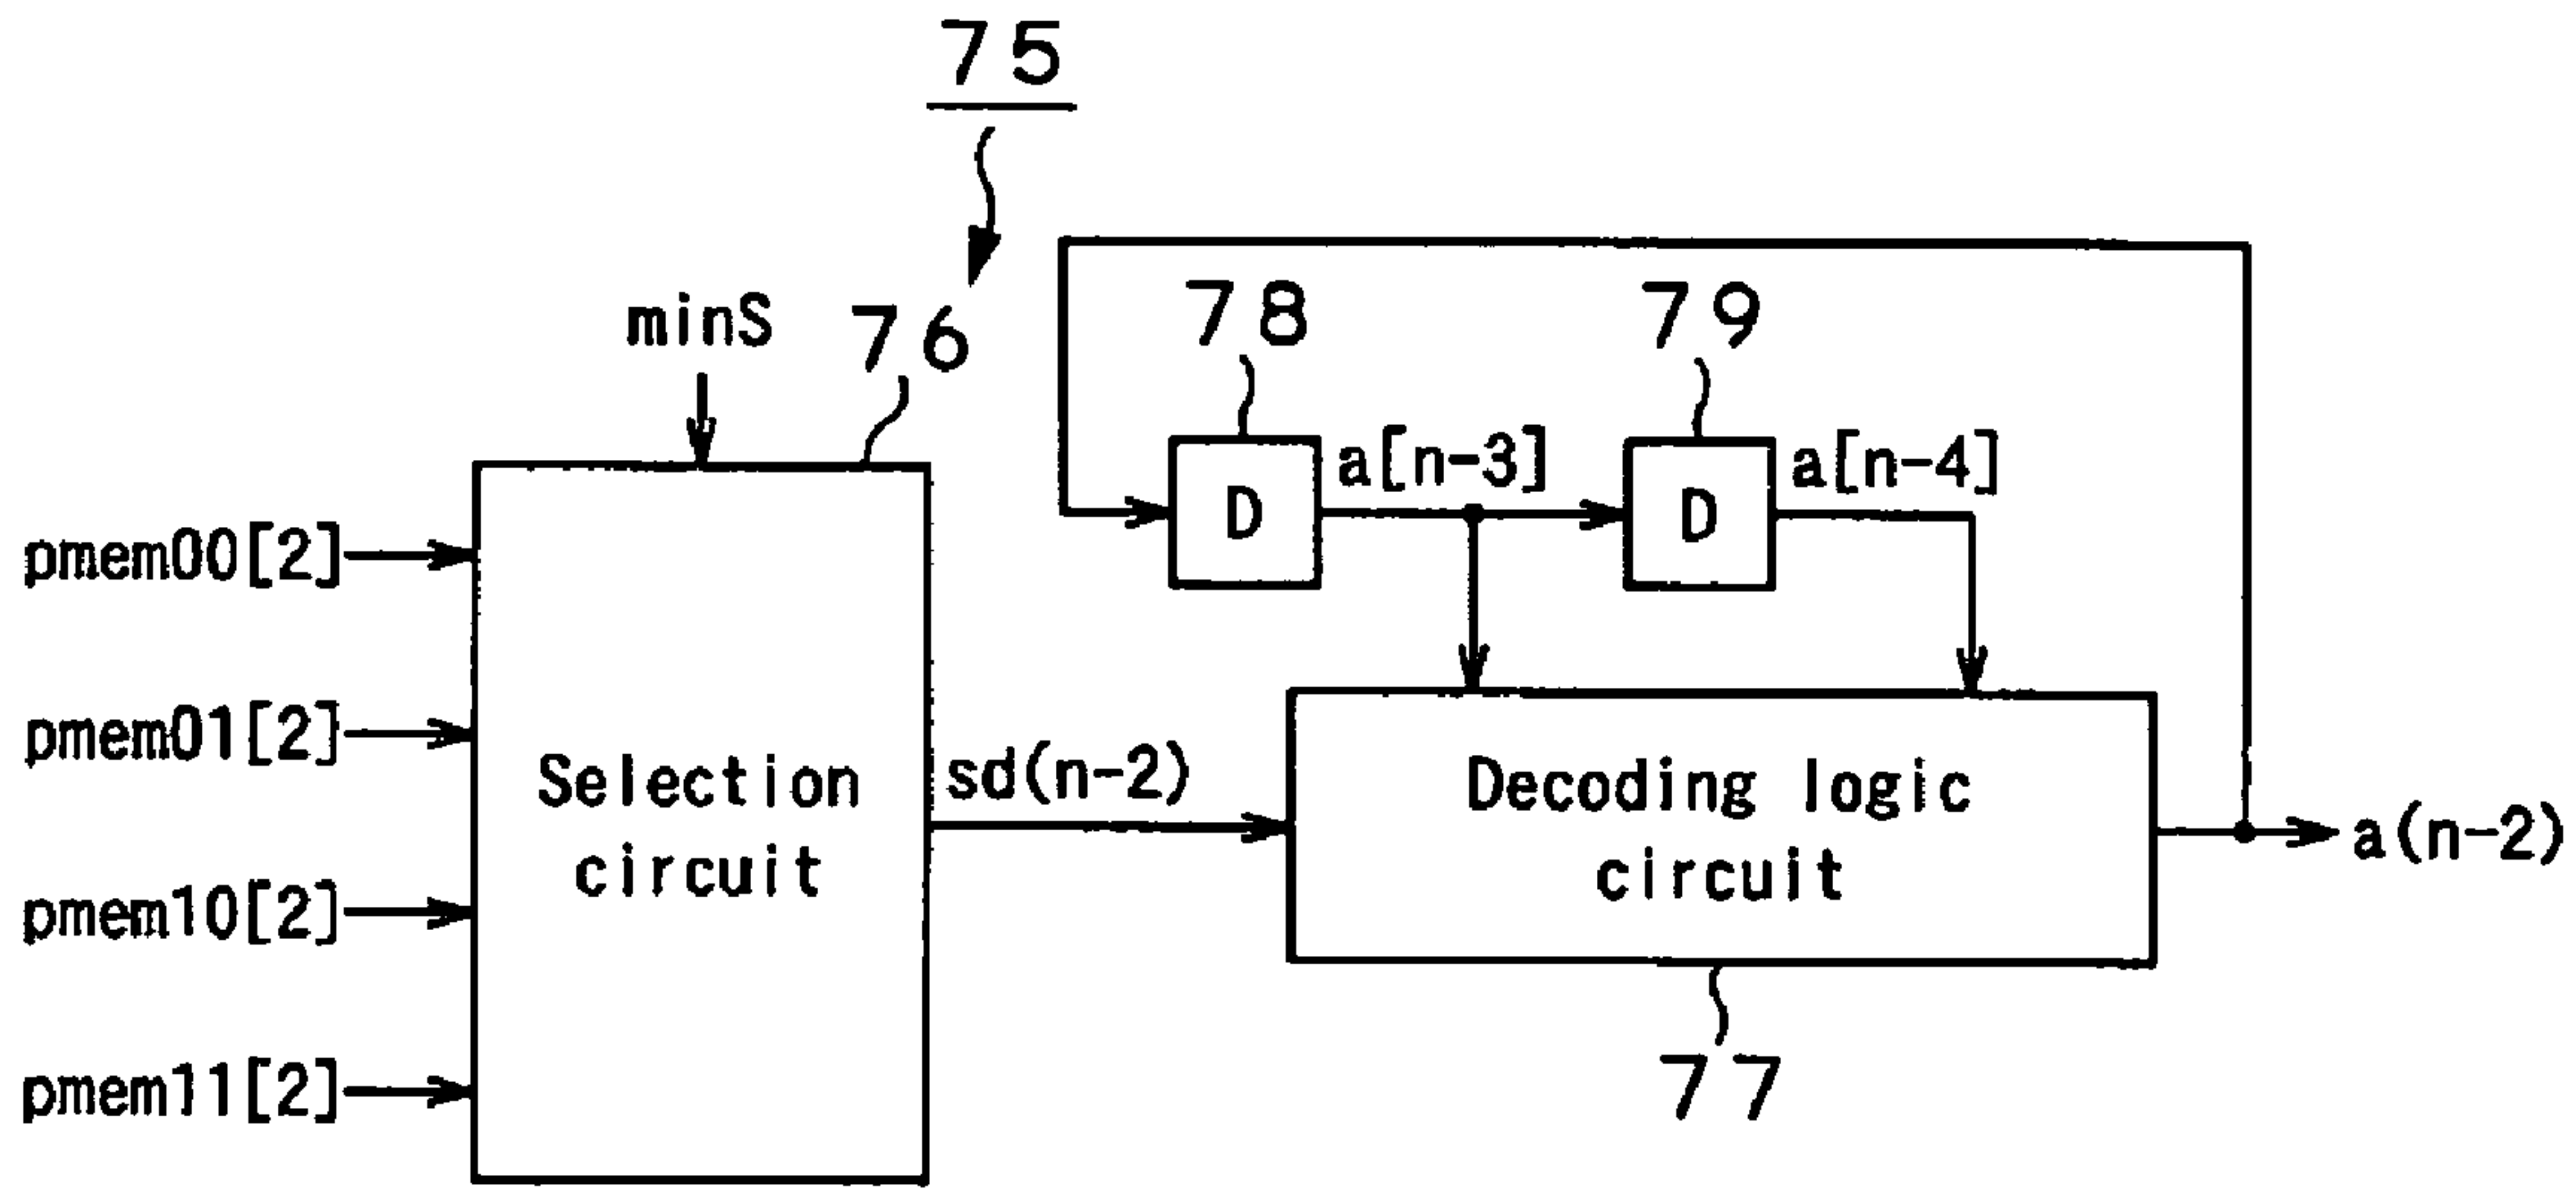 75
minS
76
78
79
D
a[n-3]
D
a[n-4]
pmem00[2]
pmem01[2]
pmem10[2]
pmem11[2]
Selection
circuit
sd(n-2)
Decoding logic
circuit
a(n-2)
77